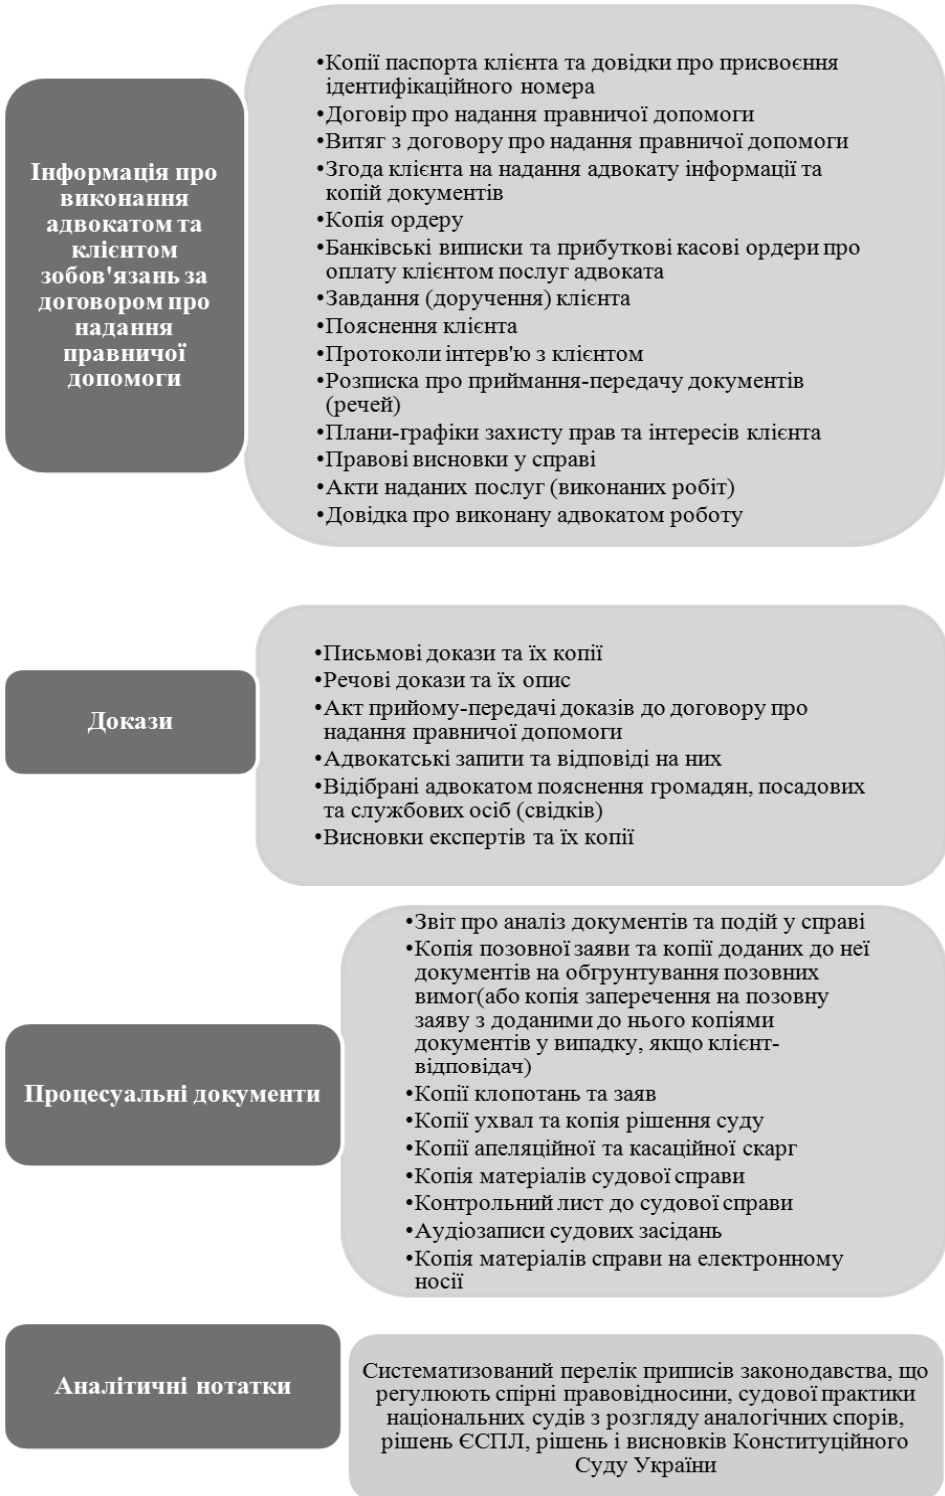 Інформація про
виконання
адвокатом та
клієнтом
зобов'язань за
договором про
надання
правничої
допомоги
•Копії паспорта клієнта та довідки про присвоєння
ідентифікаційного номера
•Договір про надання правничої допомоги
•Витяг з договору про надання правничої допомоги
•Згода клієнта на надання адвокату інформації та
копій документів
•Копія ордеру
•Банківські виписки та прибуткові касові ордери про
оплату клієнтом послуг адвоката
•Завдання (доручення) клієнта
•Пояснення клієнта
•Протоколи інтерв'ю з клієнтом
•Розписка про приймання-передачу документів
(речей)
•Плани-графіки захисту прав та інтересів клієнта
•Правові висновки у справі
•Акти наданих послуг (виконаних робіт)
•Довідка про виконану адвокатом роботу
Докази
•Письмові докази та їх копії
•Речові докази та їх опис
•Акт прийому-передачі доказів до договору про
надання правничої допомоги
•Адвокатські запити та відповіді на них
•Відібрані адвокатом пояснення громадян, посадових
та службових осіб (свідків)
•Висновки експертів та їх копії
Процесуальні документи
•Звіт про аналіз документів та подій у справі
•Копія позовної заяви та копії доданих до неї
документів на обгрунтування позовних
вимог(або копія заперечення на позовну
заяву з доданими до нього копіями
документів у випадку, якщо клієнт-
відповідач)
•Копії клопотань та заяв
•Копії ухвал та копія рішення суду
•Копії апеляційної та касаційної скарг
•Копія матеріалів судової справи
•Контрольний лист до судової справи
•Аудіозаписи судових засідань
•Копія матеріалів справи на електронному
носії
Аналітичні нотатки
Систематизований перелік приписів законодавства, що
регулюють спірні правовідносини, судової практики
національних судів з розгляду аналогічних спорів,
рішень ЄСПЛ, рішень і висновків Конституційного
Суду України